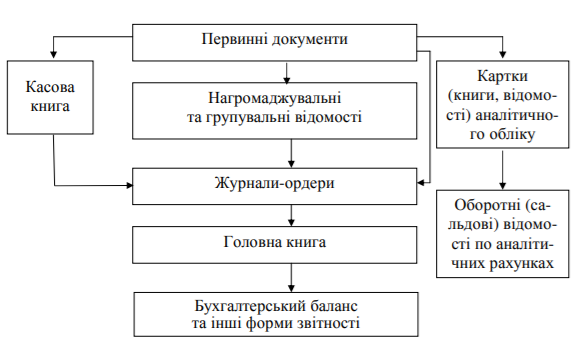 Первинні документи
Касова
книга
Нагромаджувальні
та групувальні відомості
Картки
(книги, відомо-
сті) аналітично-
го обліку
Журнали-ордери
Оборотні (са-
льдові) відомо-
сті по аналіти-
чних рахунках
Головна книга
Бухгалтерський баланс
та інші форми звітності